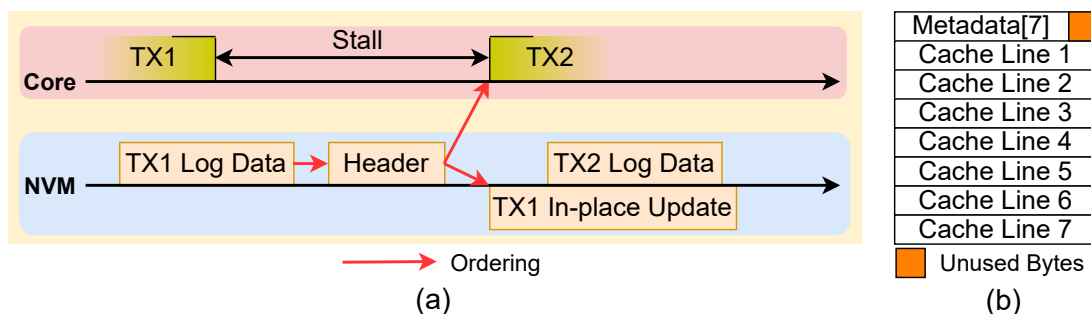 Stall
TX1
TX2
Core
TX1 Log Data
Header
TX2 Log Data
NVM
TX1 In-place Update
Ordering
(a)
Metadata[7]
Cache Line 1
Cache Line 2
Cache Line 3
Cache Line 4
Cache Line 5
Cache Line 6
Cache Line 7
Unused Bytes
(b)